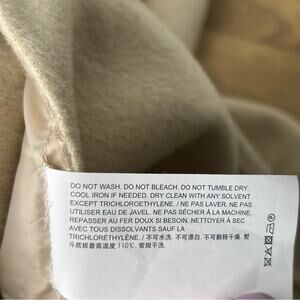 DO NOT WASH. DO NOT BLEACH. DO NOT TUMBLE DRY.
COOL IRON IF NEEDED. DRY CLEAN WITH ANY SOLVENT
EXCEPT TRICHLOROETHYLENE. / NE PAS LAVER. NE PAS
UTILISER EAU DE JAVEL. NE PAS SÉCHER À LA MACHINE.
REPASSER AU FER DOUX SI BESOIN. NETTOYER À SEC
AVEC TOUS DISSOLVANTS SAUF LA
TRICHLORÉTHYLÈNE. / 不可水洗. 不可漂白. 不可翻转干燥. 熨
斗底板最高温度 110℃. 常规干洗.